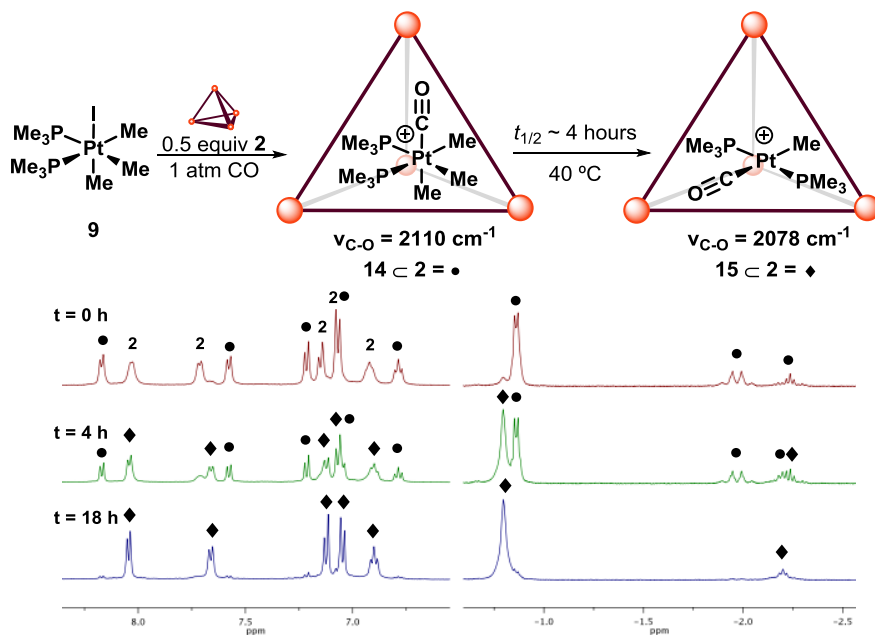 I
Me₃P Me
Pt
Me₃P Me
Me
9
0.5 equiv 2
1 atm CO
O
C
Me₃P ⊕ Me
Pt
Me₃P Me
Me
νC-O = 2110 cm⁻¹
14 ⊂ 2 = ●
t1/2 ~ 4 hours
40 ºC
Me₃P ⊕ Me
Pt
O≡C PMe₃
νC-O = 2078 cm⁻¹
15 ⊂ 2 = ♦
t = 0 h
2 2 2 2 2
t = 4 h
t = 18 h
8.0 7.5 7.0 -1.0 -1.5 -2.0 -2.5
ppm ppm